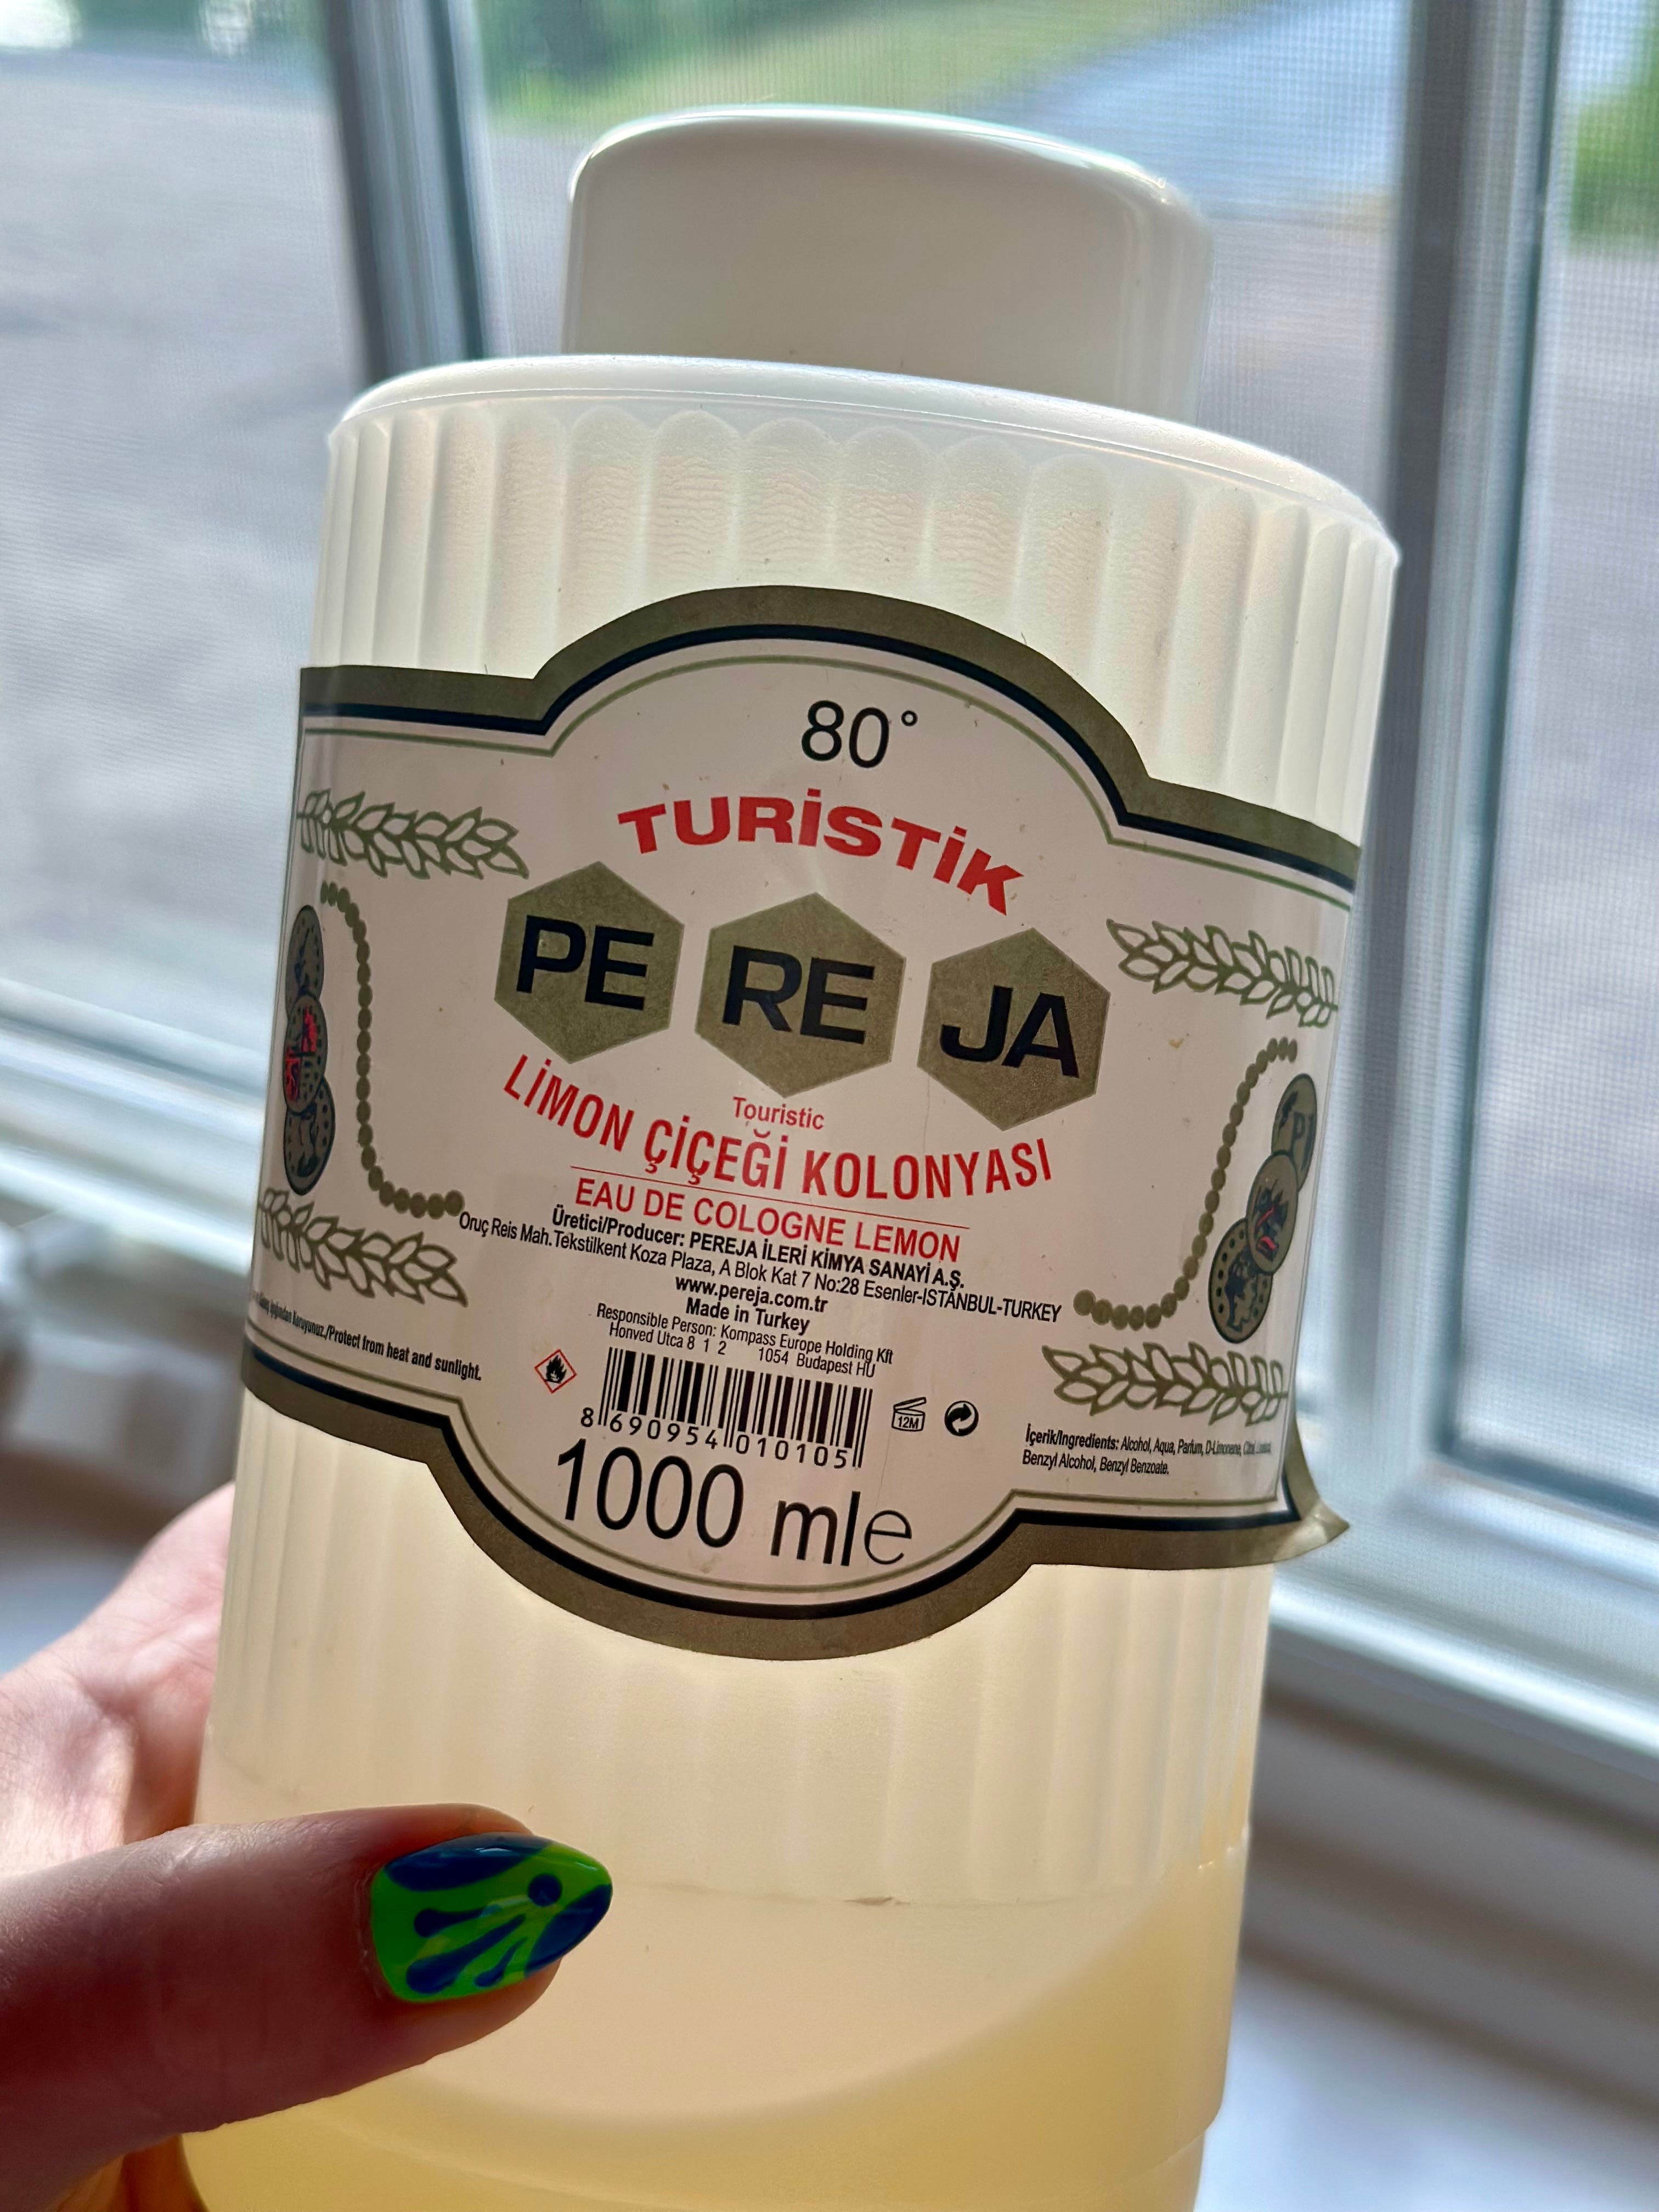 80°
TURİSTİK
PE RE JA
Touristic
LİMON ÇİÇEĞİ KOLONYASI
EAU DE COLOGNE LEMON
Üretici/Producer: PEREJA İLERİ KİMYA SANAYİ A.Ş.
Oruç Reis Mah. Tekstilkent Koza Plaza, A Blok Kat 7 No:28 Esenler-ISTANBUL-TURKEY
www.pereja.com.tr
Made in Turkey
Responsible Person: Kompass Europe Holding Kft
Honved Utca 8 1 2 1054 Budapest HU
koruyunuz./Protect from heat and sunlight.
8 690954 010105
12M
1000 mle
İçerik/Ingredients: Alcohol, Aqua, Parfum, D-Limonene,
Benzyl Alcohol, Benzyl Benzoate.
P